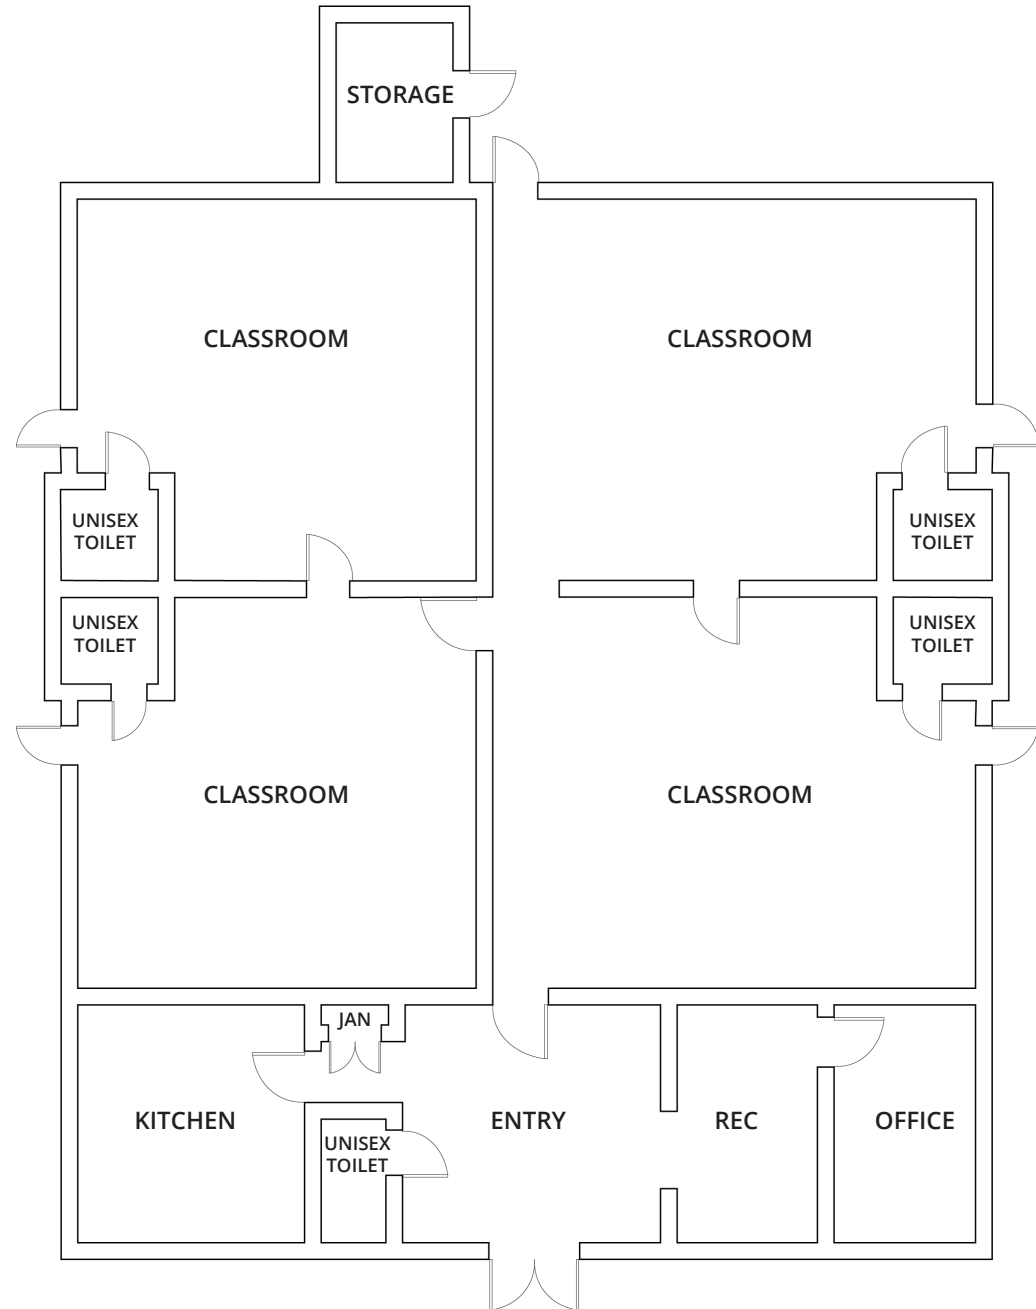 STORAGE
CLASSROOM
CLASSROOM
UNISEX
TOILET
UNISEX
TOILET
UNISEX
TOILET
UNISEX
TOILET
CLASSROOM
CLASSROOM
JAN
KITCHEN
ENTRY
REC
OFFICE
UNISEX
TOILET